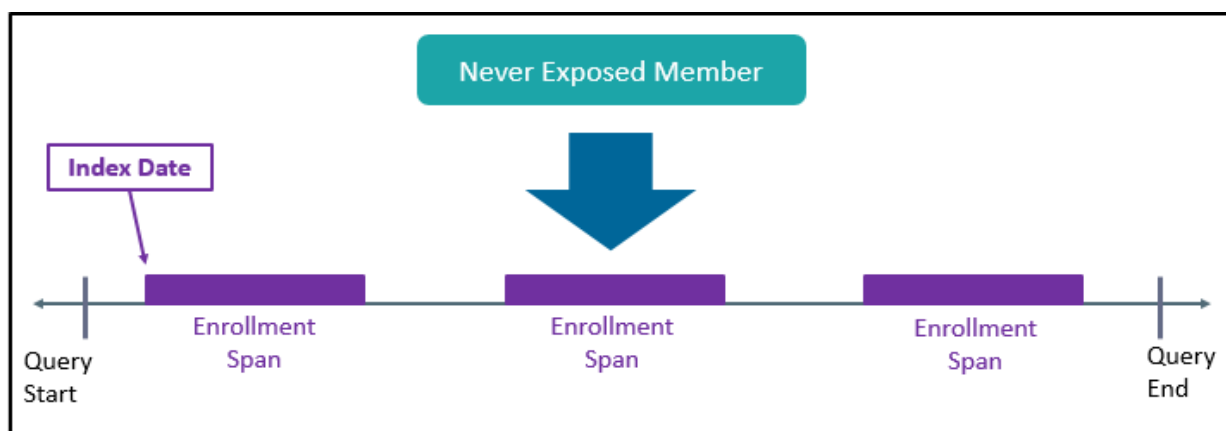 Never Exposed Member
Index Date
Enrollment
Span
Enrollment
Span
Enrollment
Span
Query
Start
Query
End